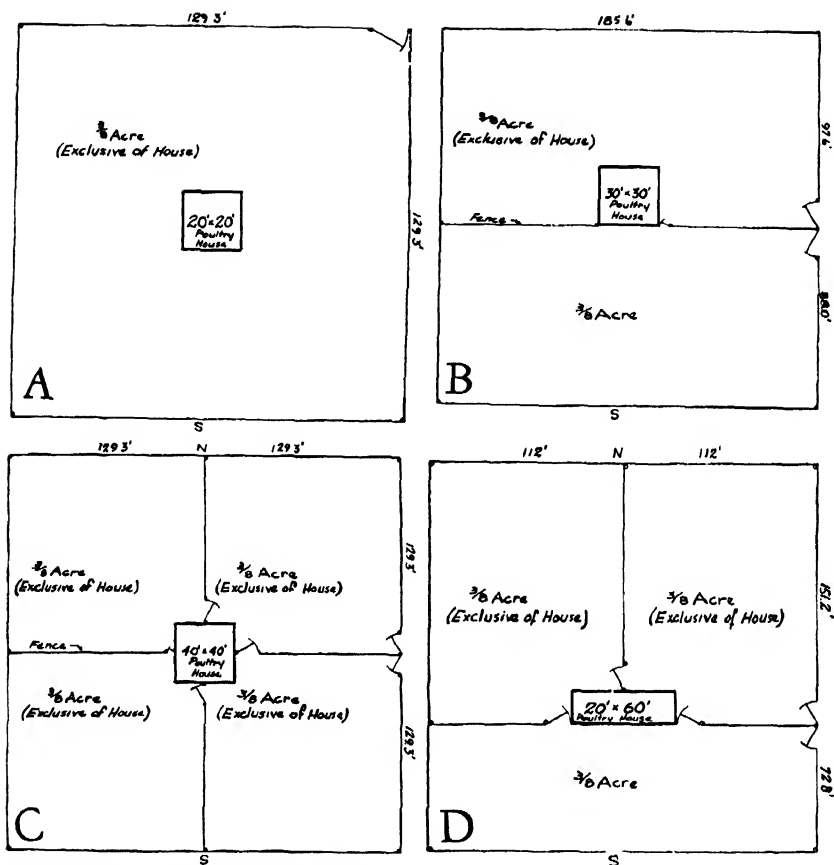 129.3'
3/8 Acre
(Exclusive of House)
20'×20'
Poultry
House
129.3'
A
S
185.6'
3/8 Acre
(Exclusive of House)
97.6'
30'×30'
Poultry
House
Fence
3/8 Acre
88.0'
B
S
129.3' N 129.3'
3/8 Acre
(Exclusive of House)
3/8 Acre
(Exclusive of House)
129.3'
Fence
40'×40'
Poultry
House
3/8 Acre
(Exclusive of House)
3/8 Acre
(Exclusive of House)
129.3'
C
S
112' N 112'
3/8 Acre
(Exclusive of House)
3/8 Acre
(Exclusive of House)
151.2'
20' × 60'
Poultry House
3/8 Acre
72.8'
D
S